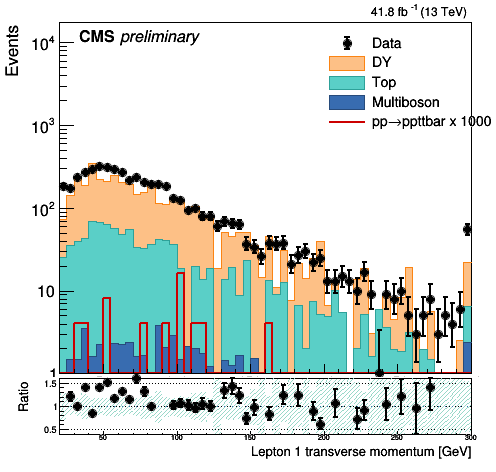 41.8 fb⁻¹ (13 TeV)
CMS preliminary
Events
Data
DY
Top
Multiboson
pp→ppttbar x 1000
10⁴
10³
10²
10
1
Ratio
1.5
1
0.5
50
100
150
200
250
300
Lepton 1 transverse momentum [GeV]